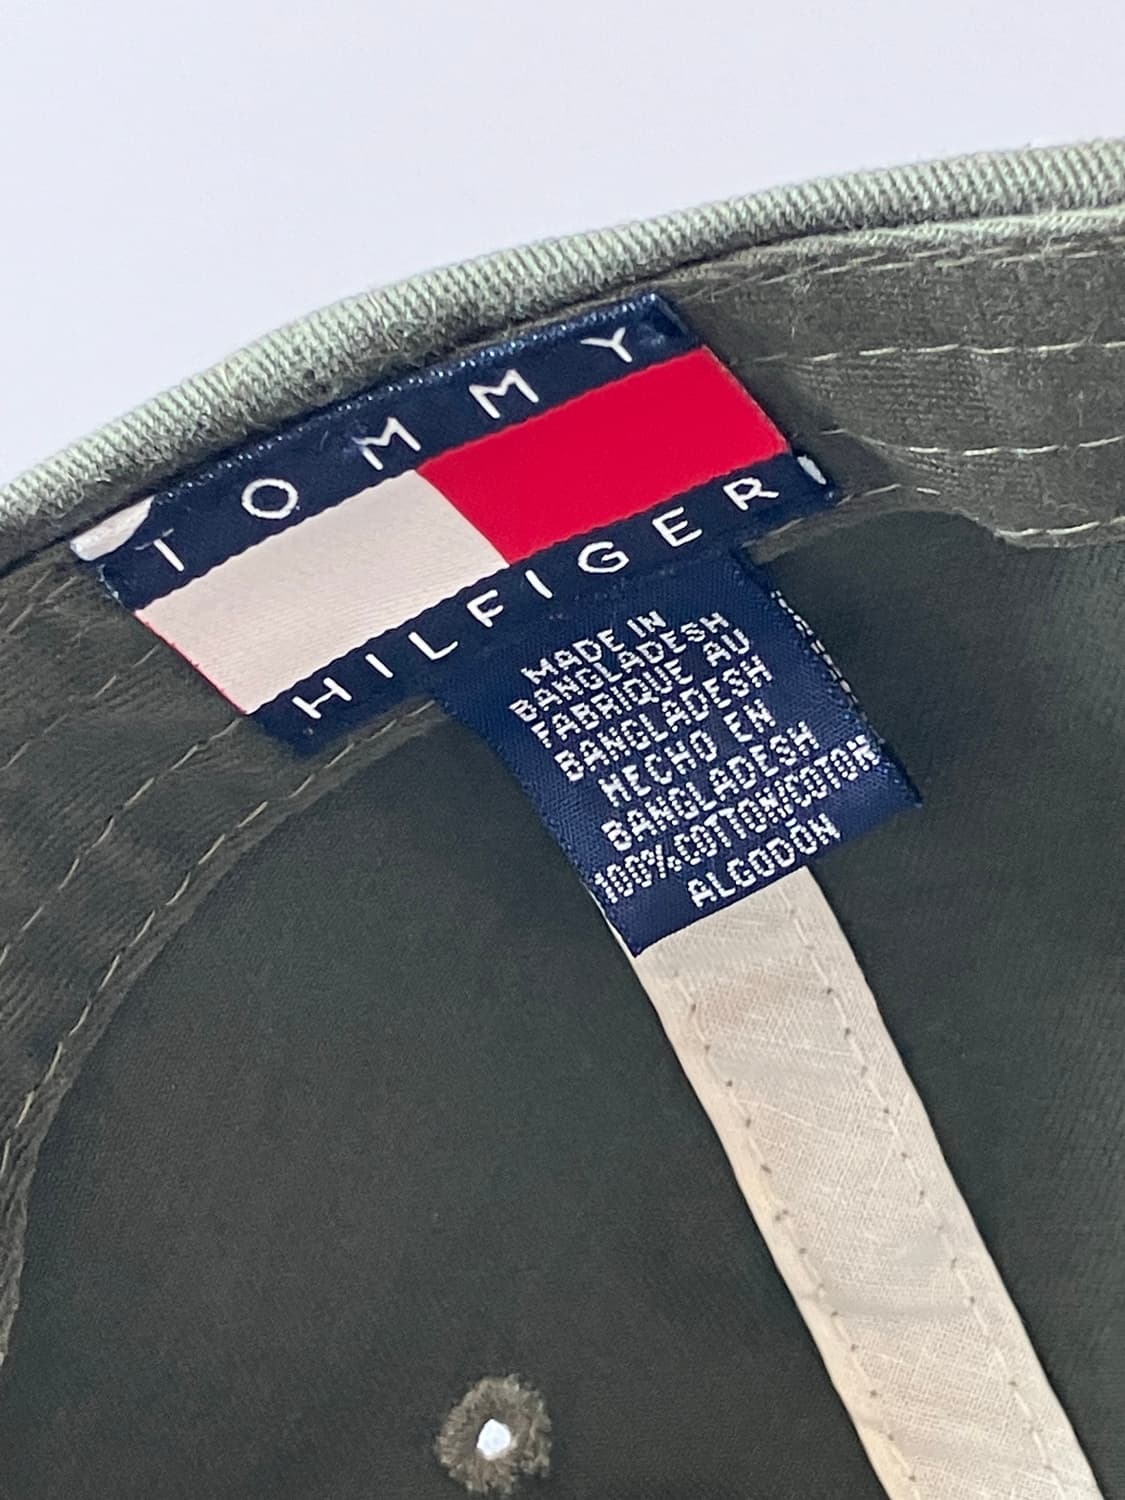 TOMMY
HILFIGER
MADE IN
BANGLADESH
FABRIQUE AU
BANGLADESH
HECHO EN
BANGLADESH
100%COTTON/COTON
ALGODÓN